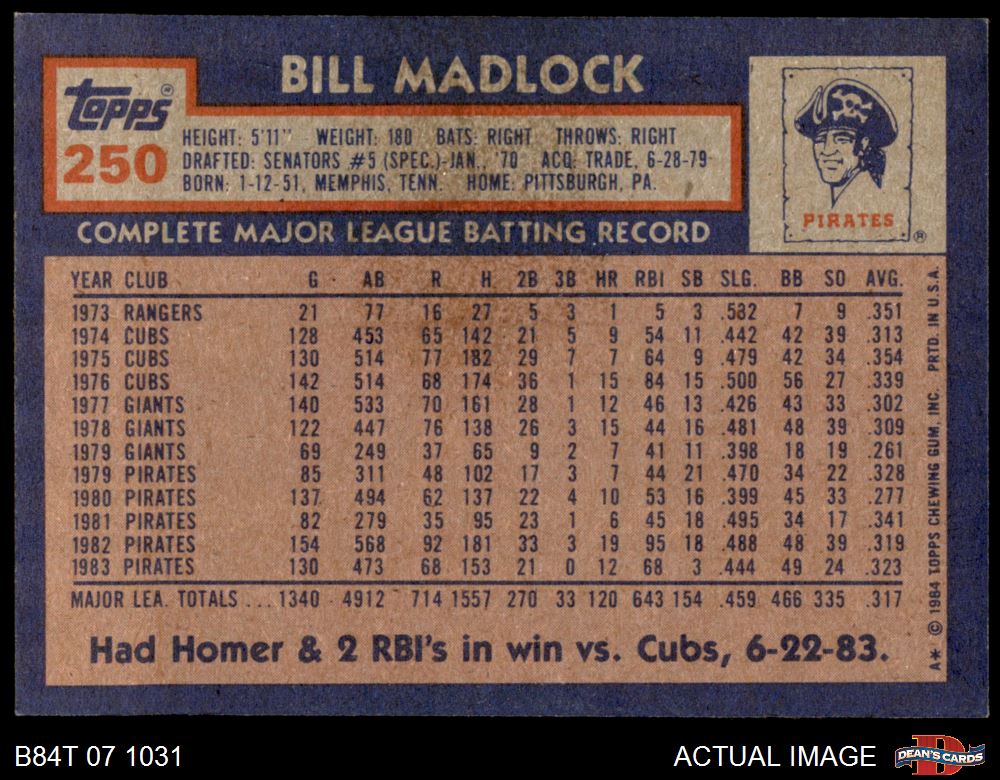 BILL MADLOCK
Topps®
250
HEIGHT: 5'11" WEIGHT: 180 BATS: RIGHT THROWS: RIGHT
DRAFTED: SENATORS #5 (SPEC.)-JAN., '70 ACQ: TRADE, 6-28-79
BORN: 1-12-51, MEMPHIS, TENN. HOME: PITTSBURGH, PA.
PIRATES®
COMPLETE MAJOR LEAGUE BATTING RECORD
YEAR CLUB G AB R H 2B 3B HR RBI SB SLG. BB SO AVG.
1973 RANGERS 21 77 16 27 5 3 1 5 3 .532 7 9 .351
1974 CUBS 128 453 65 142 21 5 9 54 11 .442 42 39 .313
1975 CUBS 130 514 77 182 29 7 7 64 9 .479 42 34 .354
1976 CUBS 142 514 68 174 36 1 15 84 15 .500 56 27 .339
1977 GIANTS 140 533 70 161 28 1 12 46 13 .426 43 33 .302
1978 GIANTS 122 447 76 138 26 3 15 44 16 .481 48 39 .309
1979 GIANTS 69 249 37 65 9 2 7 41 11 .398 18 19 .261
1979 PIRATES 85 311 48 102 17 3 7 44 21 .470 34 22 .328
1980 PIRATES 137 494 62 137 22 4 10 53 16 .399 45 33 .277
1981 PIRATES 82 279 35 95 23 1 6 45 18 .495 34 17 .341
1982 PIRATES 154 568 92 181 33 3 19 95 18 .488 48 39 .319
1983 PIRATES 130 473 68 153 21 0 12 68 3 .444 49 24 .323
MAJOR LEA. TOTALS ... 1340 4912 714 1557 270 33 120 643 154 .459 466 335 .317
Had Homer & 2 RBI's in win vs. Cubs, 6-22-83.
A* © 1984 TOPPS CHEWING GUM, INC. PRTD. IN U.S.A.
B84T 07 1031
ACTUAL IMAGE
DEAN'S CARDS